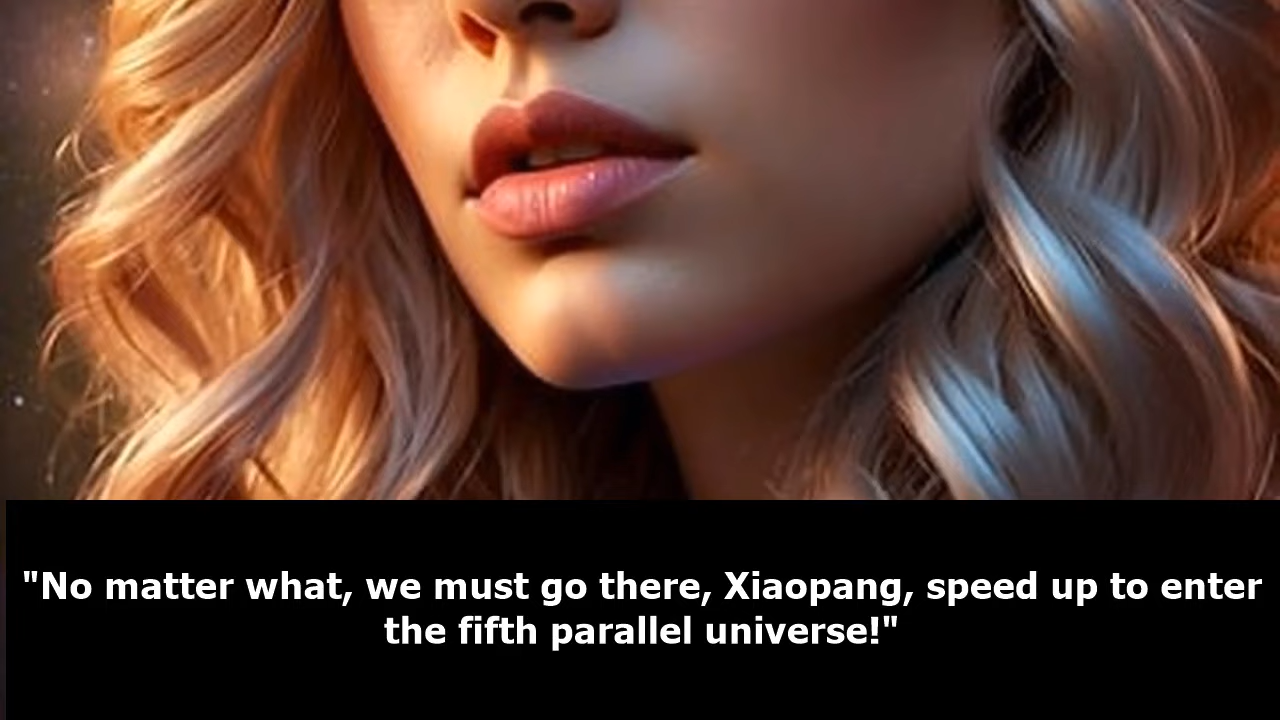 "No matter what, we must go there, Xiaopang, speed up to enter
the fifth parallel universe!"